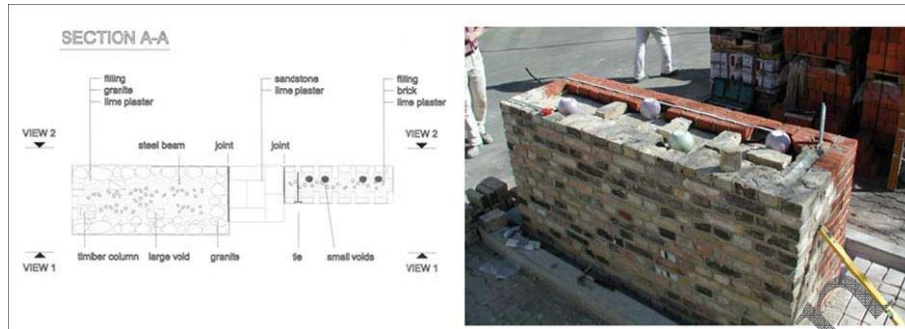 SECTION A-A
filling
granite
lime plaster
sandstone
lime plaster
filling
brick
lime plaster
VIEW 2
steel beam
joint
joint
VIEW 2
timber column
large void
granite
tie
small voids
VIEW 1
VIEW 1